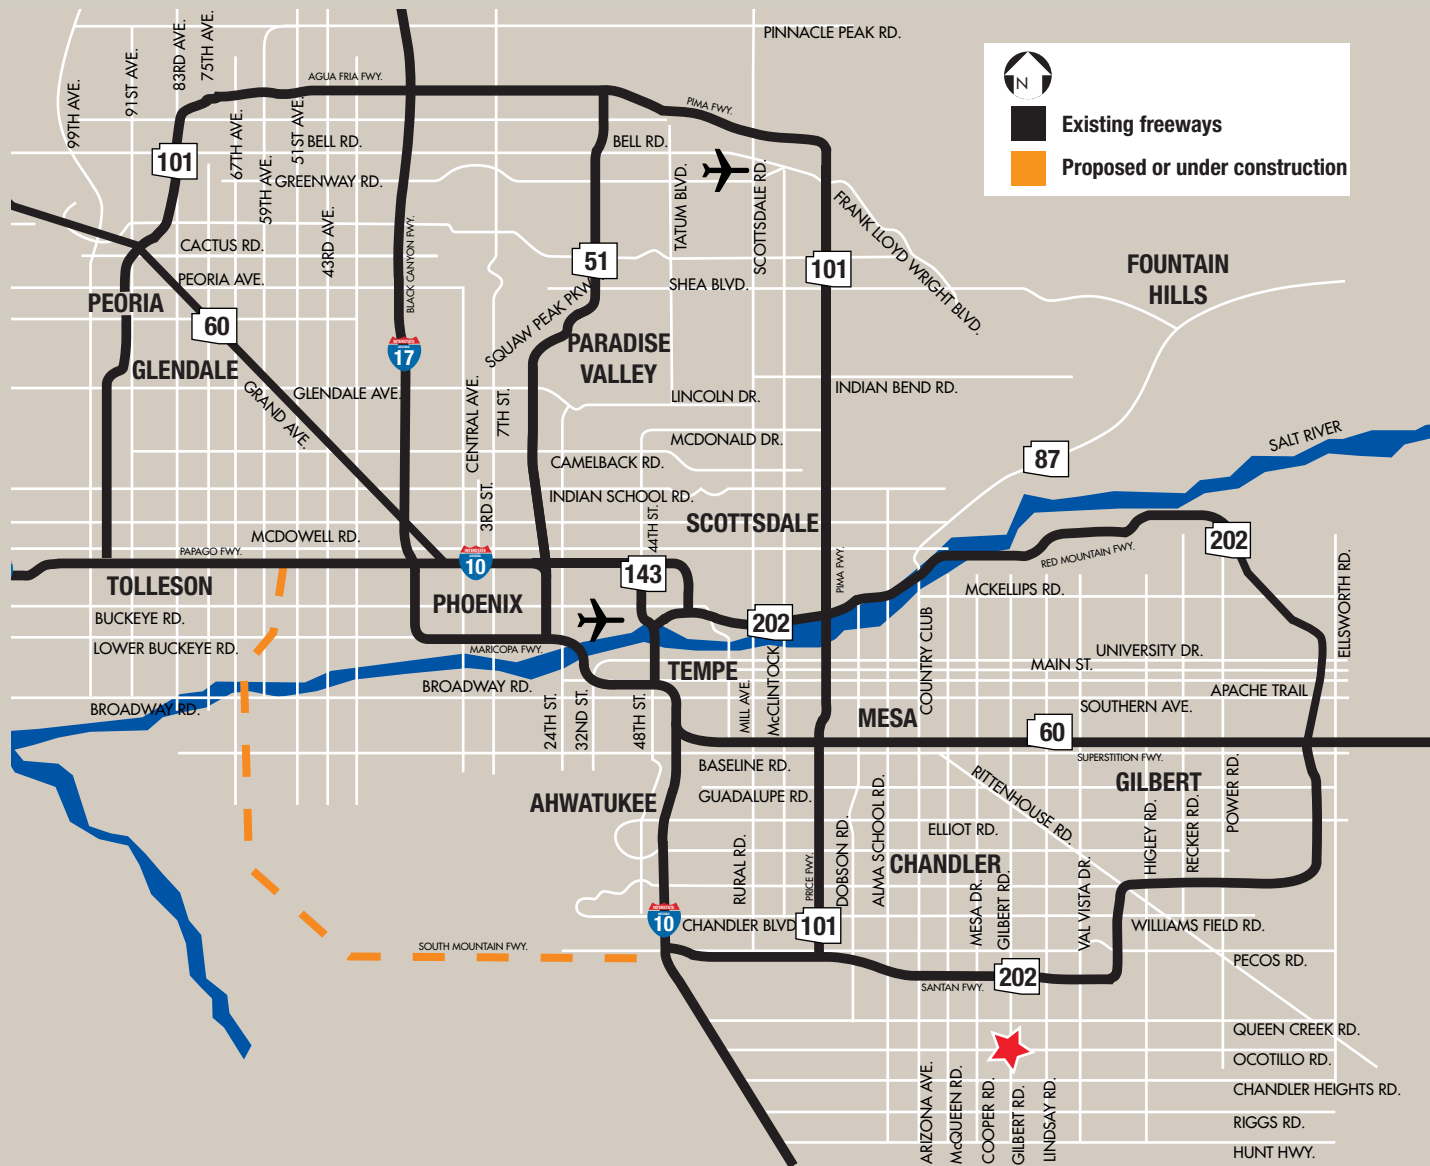 PINNACLE PEAK RD.
N
Existing freeways
Proposed or under construction
99TH AVE.
91ST AVE.
83RD AVE.
75TH AVE.
67TH AVE.
59TH AVE.
51ST AVE.
43RD AVE.
AGUA FRIA FWY.
PIMA FWY.
BELL RD.
BELL RD.
101
GREENWAY RD.
TATUM BLVD.
SCOTTSDALE RD.
FRANK LLOYD WRIGHT BLVD.
CACTUS RD.
BLACK CANYON FWY.
51
101
PEORIA AVE.
SHEA BLVD.
FOUNTAIN
HILLS
PEORIA
60
SQUAW PEAK PKWY
INTERSTATE
ARIZONA
17
PARADISE
VALLEY
GLENDALE
GRAND AVE.
GLENDALE AVE.
INDIAN BEND RD.
LINCOLN DR.
CENTRAL AVE.
7TH ST.
MCDONALD DR.
SALT RIVER
CAMELBACK RD.
87
INDIAN SCHOOL RD.
3RD ST.
44TH ST.
SCOTTSDALE
MCDOWELL RD.
PAPAGO FWY.
INTERSTATE
ARIZONA
10
143
PIMA FWY.
RED MOUNTAIN FWY.
202
ELLSWORTH RD.
TOLLESON
PHOENIX
MCKELLIPS RD.
BUCKEYE RD.
202
LOWER BUCKEYE RD.
MARICOPA FWY.
COUNTRY CLUB
UNIVERSITY DR.
MAIN ST.
TEMPE
BROADWAY RD.
BROADWAY RD.
APACHE TRAIL
SOUTHERN AVE.
24TH ST.
32ND ST.
48TH ST.
MILL AVE.
McCLINTOCK
MESA
60
SUPERSTITION FWY.
BASELINE RD.
RITTENHOUSE RD.
GILBERT
POWER RD.
AHWATUKEE
GUADALUPE RD.
ELLIOT RD.
HIGLEY RD.
RECKER RD.
RURAL RD.
PRICE FWY.
DOBSON RD.
ALMA SCHOOL RD.
CHANDLER
MESA DR.
GILBERT RD.
VAL VISTA DR.
INTERSTATE
ARIZONA
10
CHANDLER BLVD
101
WILLIAMS FIELD RD.
SOUTH MOUNTAIN FWY.
PECOS RD.
SANTAN FWY.
202
QUEEN CREEK RD.
OCOTILLO RD.
CHANDLER HEIGHTS RD.
RIGGS RD.
HUNT HWY.
ARIZONA AVE.
McQUEEN RD.
COOPER RD.
GILBERT RD.
LINDSAY RD.